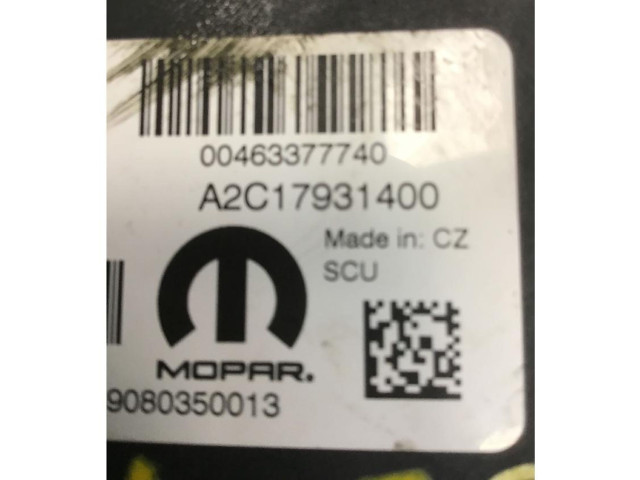 00463377740
A2C17931400
Made in: CZ
SCU
MOPAR.
9080350013